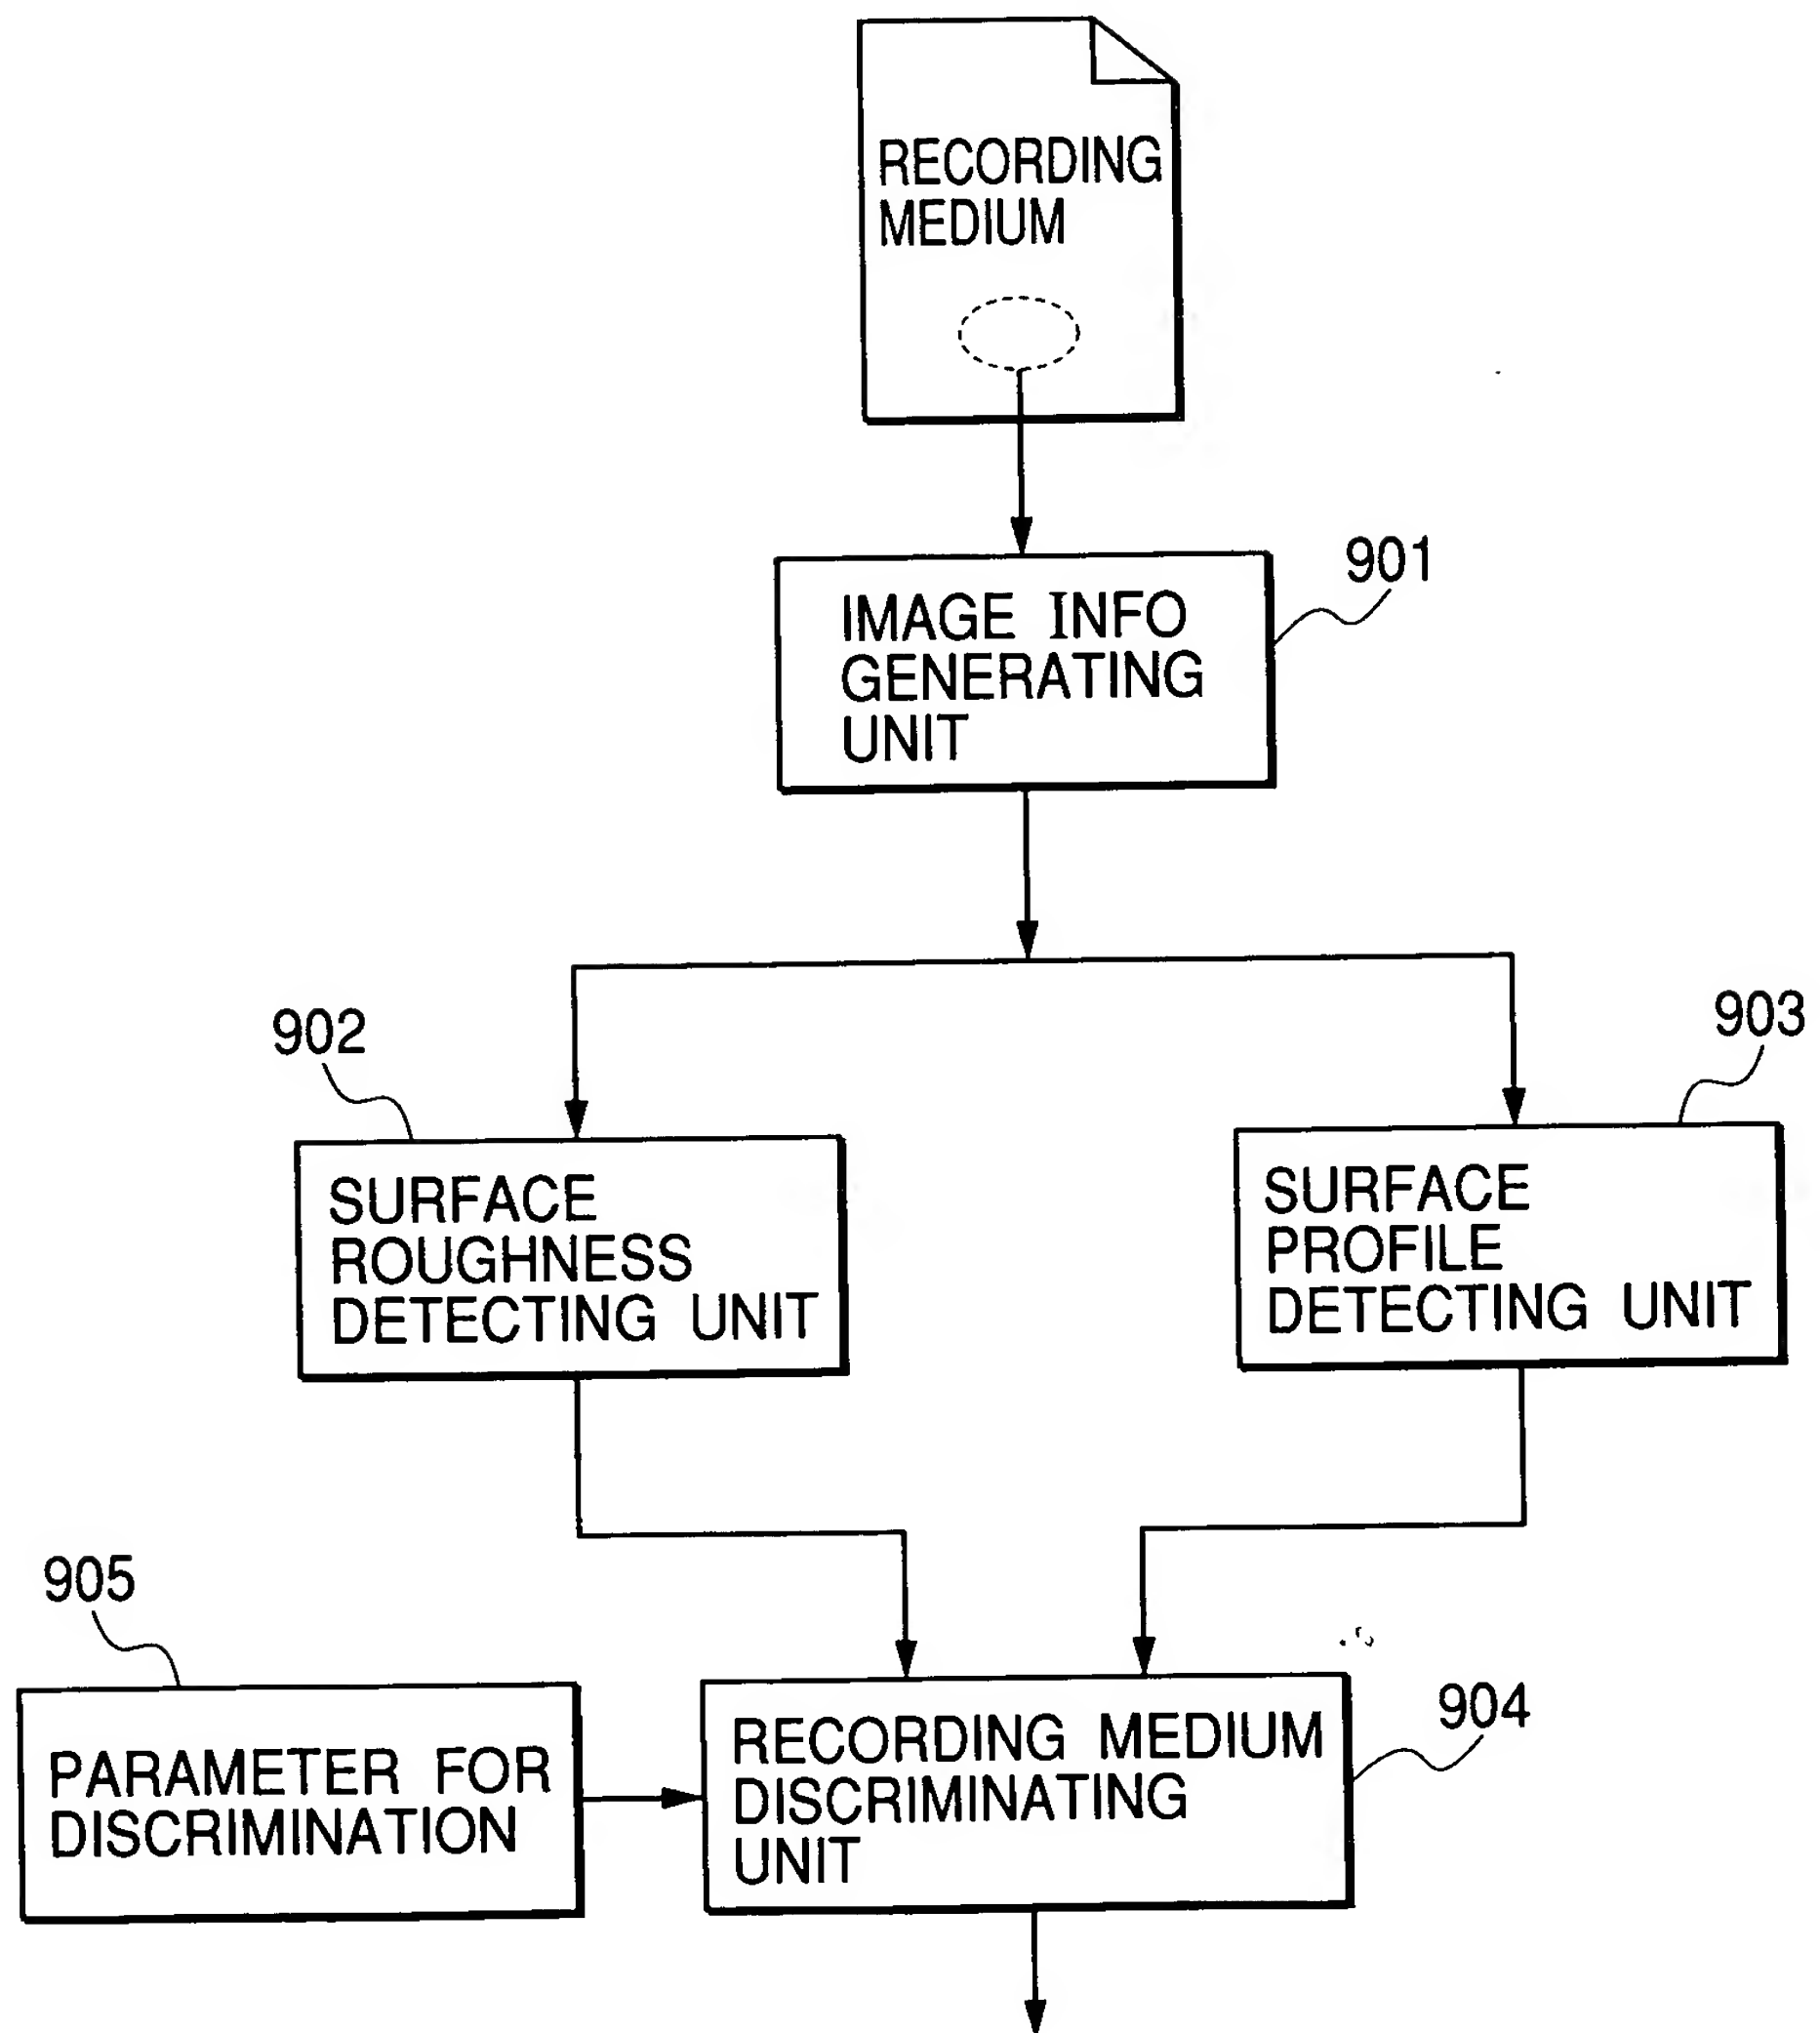 RECORDING
MEDIUM
901
IMAGE INFO
GENERATING
UNIT
902
903
SURFACE
ROUGHNESS
DETECTING UNIT
SURFACE
PROFILE
DETECTING UNIT
905
904
PARAMETER FOR
DISCRIMINATION
RECORDING MEDIUM
DISCRIMINATING
UNIT